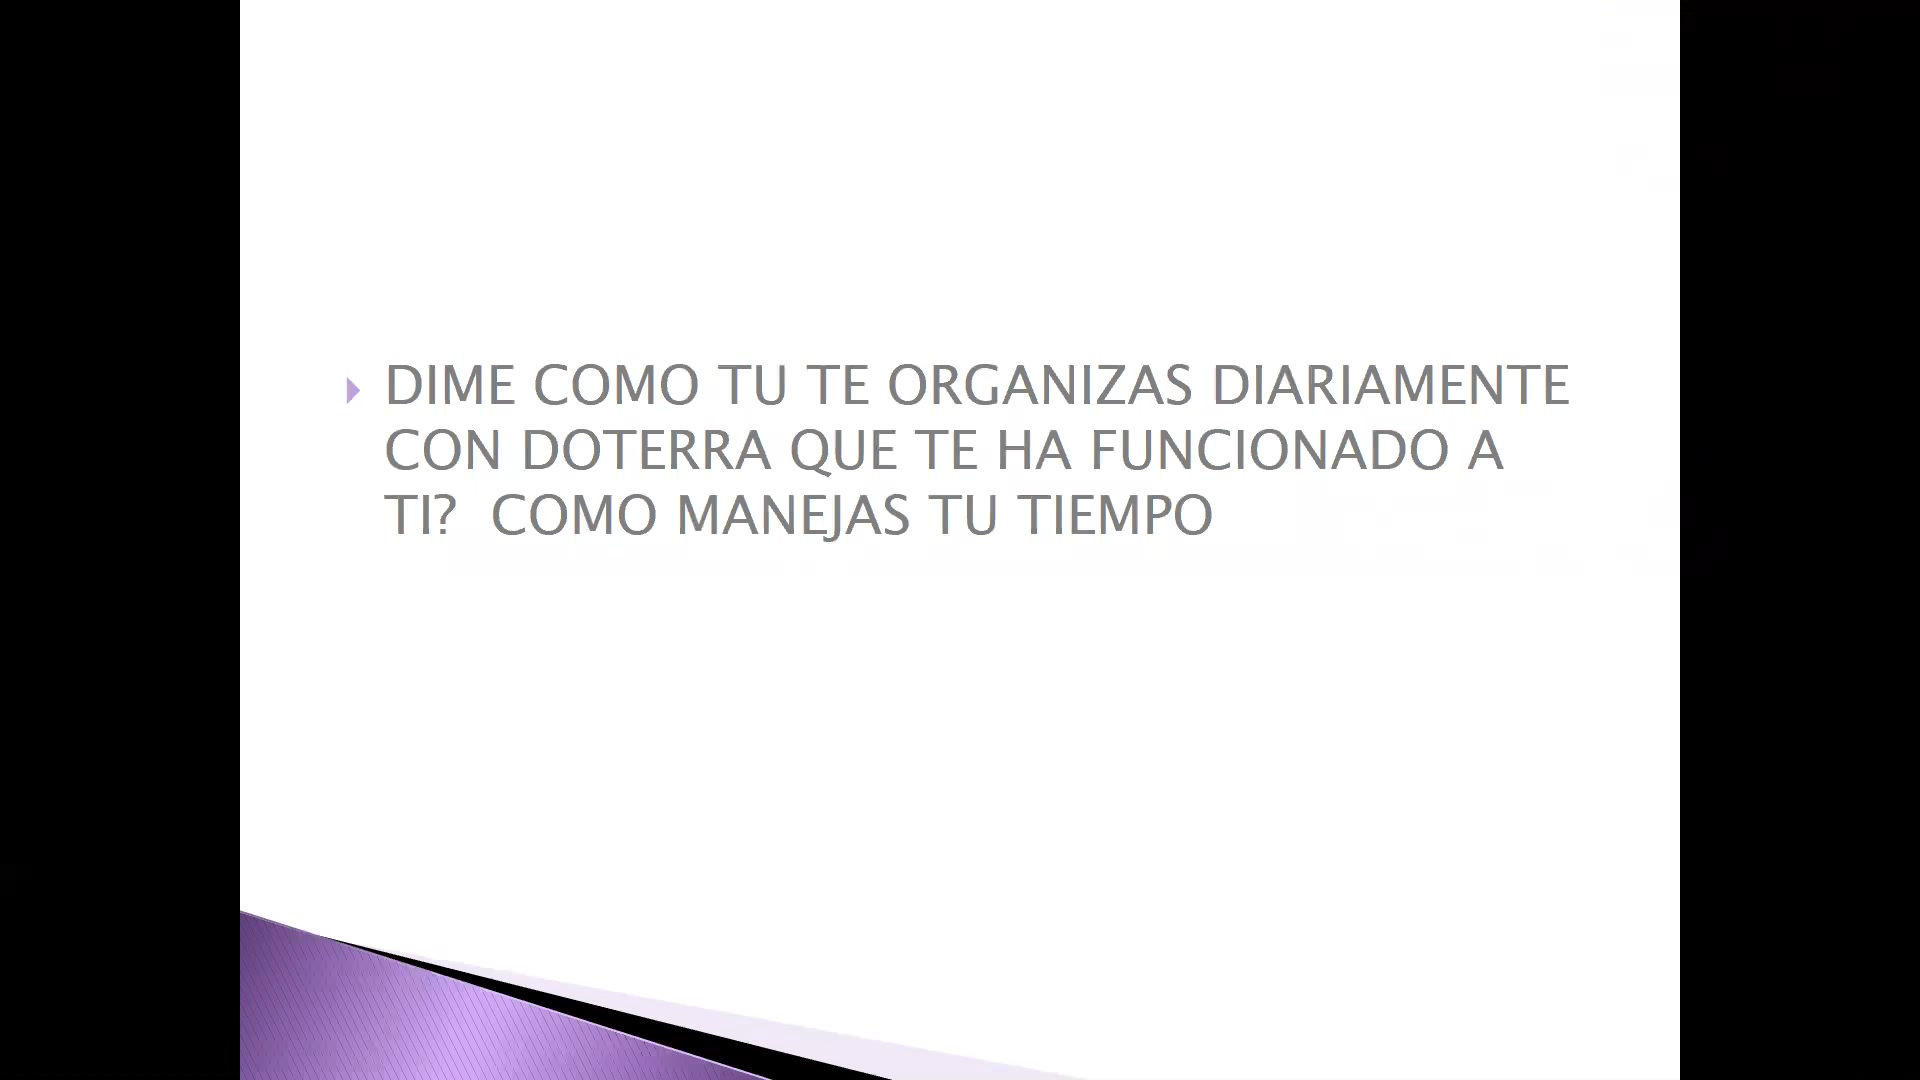 DIME COMO TU TE ORGANIZAS DIARIAMENTE
CON DOTERRA QUE TE HA FUNCIONADO A
TI?  COMO MANEJAS TU TIEMPO